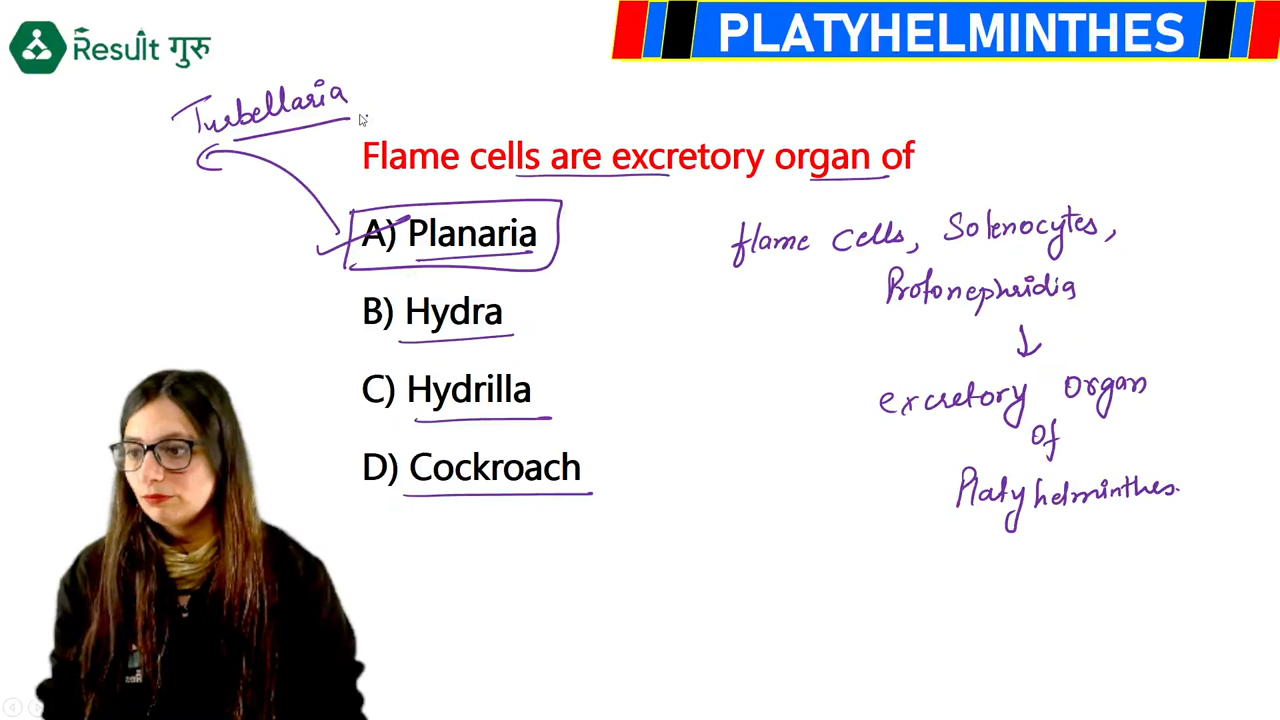 Result गुरु
PLATYHELMINTHES
Turbellaria
Flame cells are excretory organ of
A) Planaria
B) Hydra
C) Hydrilla
D) Cockroach
flame cells, Solenocytes,
Protonephridia
↓
excretory organ
of
Platyhelminthes.